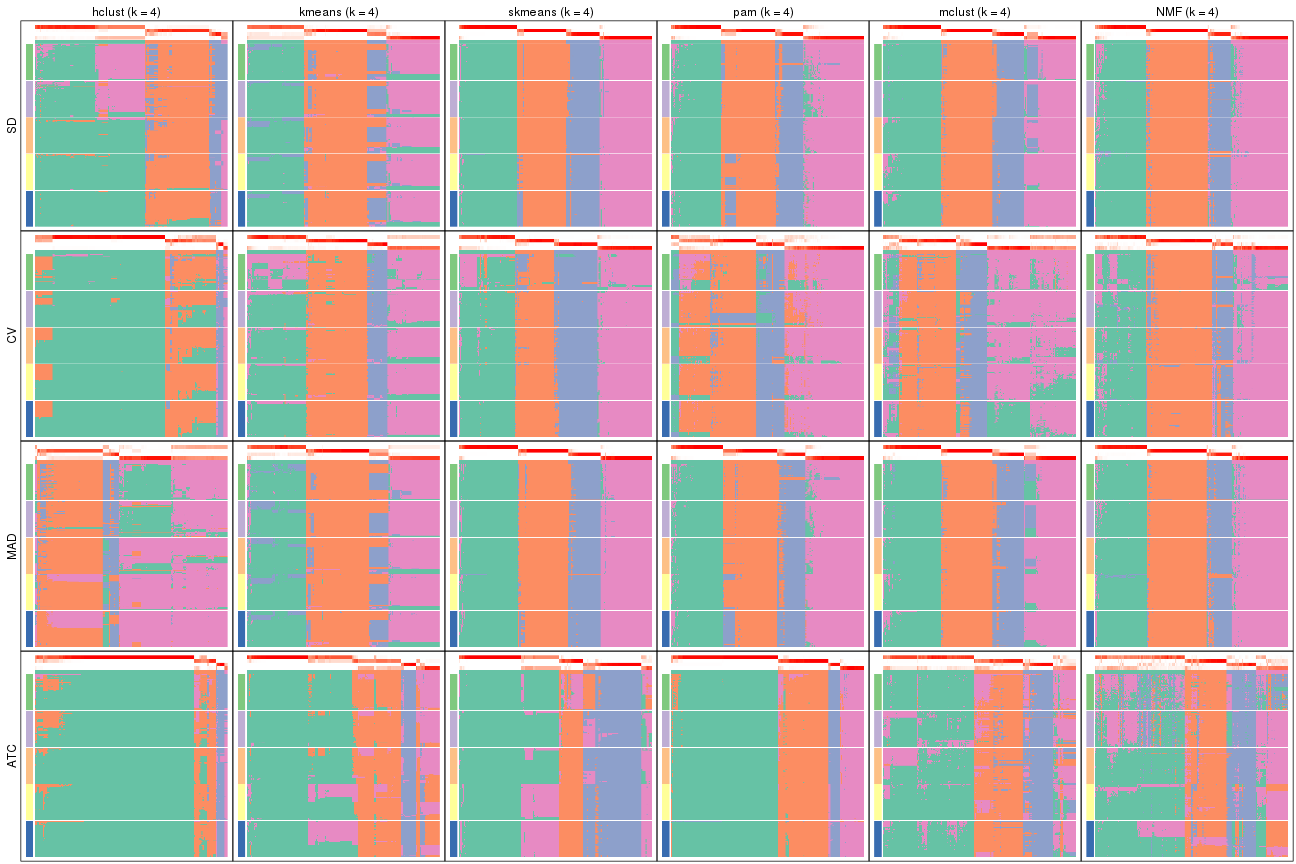 hclust (k = 4) kmeans (k = 4) skmeans (k = 4) pam (k = 4) mclust (k = 4) NMF (k = 4)
SD
CV
MAD
ATC